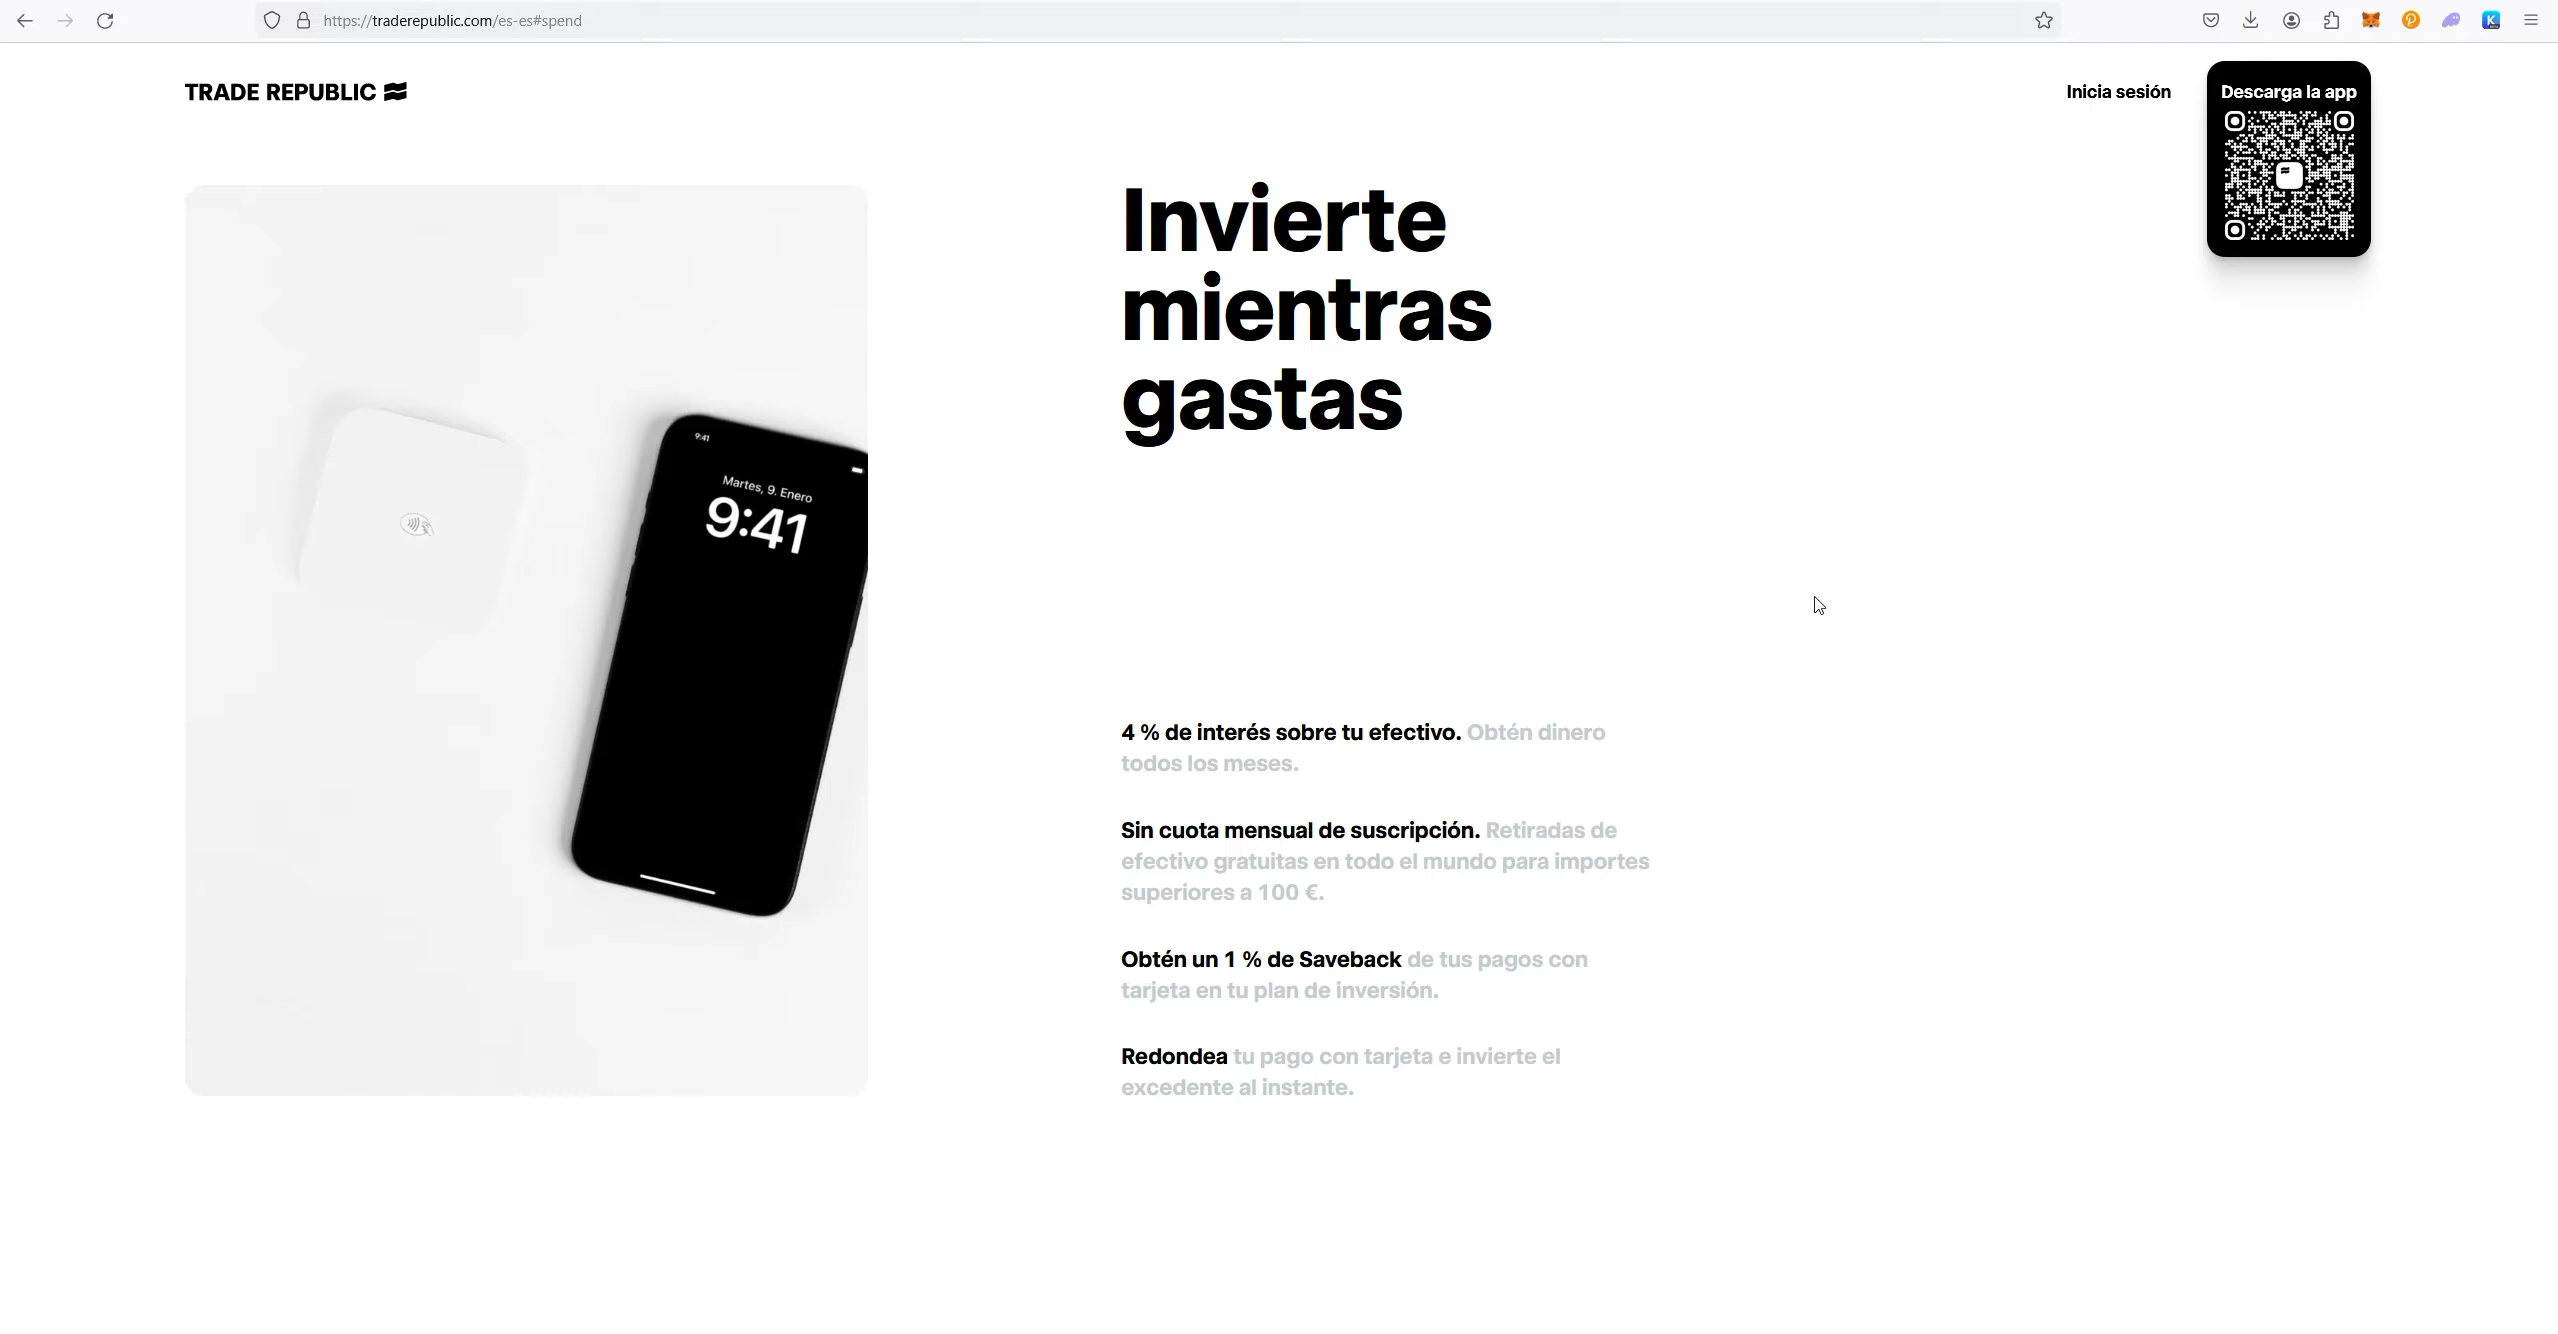 https://traderepublic.com/es-es#spend
TRADE REPUBLIC
Inicia sesión
Descarga la app
Invierte
mientras
gastas
9:41
Martes, 9. Enero
9:41
4 % de interés sobre tu efectivo. Obtén dinero
todos los meses.
Sin cuota mensual de suscripción. Retiradas de
efectivo gratuitas en todo el mundo para importes
superiores a 100 €.
Obtén un 1 % de Saveback de tus pagos con
tarjeta en tu plan de inversión.
Redondea tu pago con tarjeta e invierte el
excedente al instante.